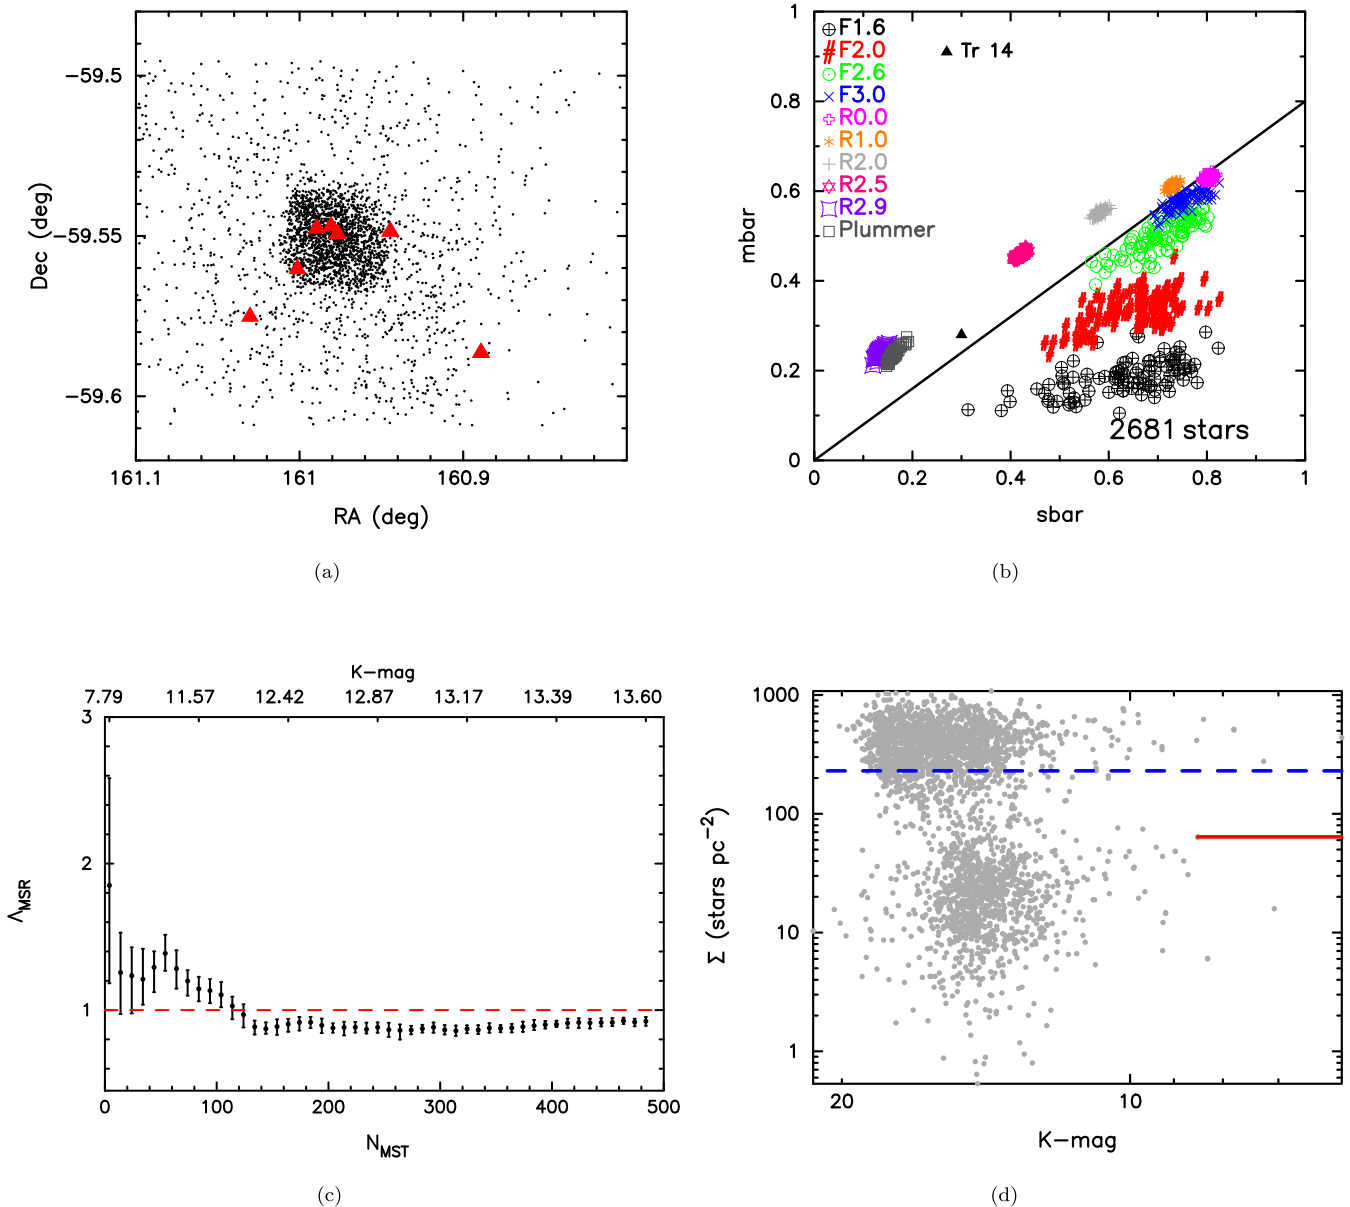 −59.5
−59.55
−59.6
Dec (deg)
161.1
161
160.9
RA (deg)
(a)
1
0.8
0.6
0.4
0.2
0
mbar
F1.6
F2.0
F2.6
F3.0
R0.0
R1.0
R2.0
R2.5
R2.9
Plummer
Tr 14
2681 stars
0
0.2
0.4
0.6
0.8
1
sbar
(b)
K−mag
7.79
11.57
12.42
12.87
13.17
13.39
13.60
3
2
1
Λ_MSR
0
100
200
300
400
500
N_MST
(c)
1000
100
10
1
Σ (stars pc⁻²)
20
10
K−mag
(d)